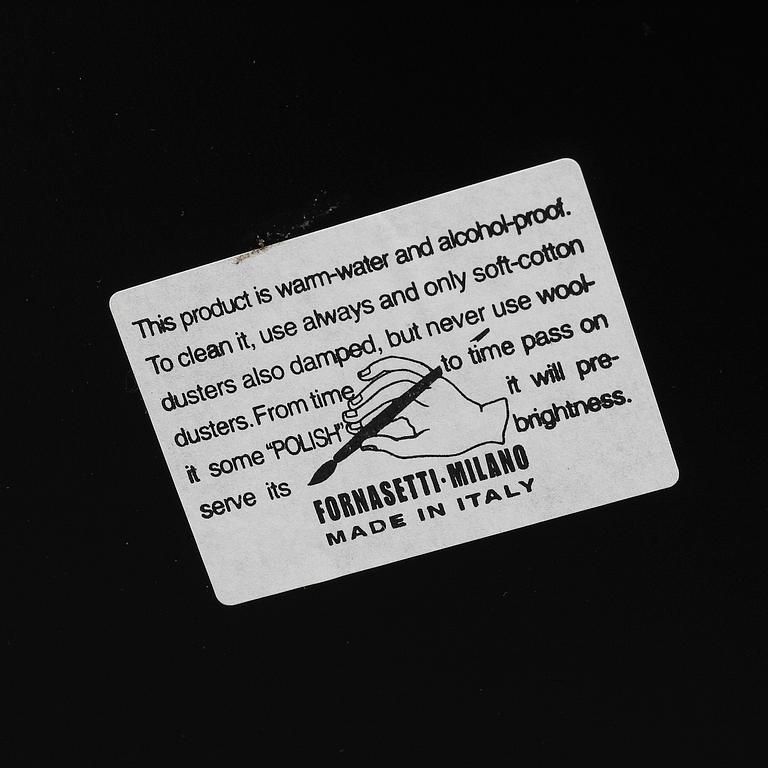 This product is warm-water and alcohol-proof.
To clean it, use always and only soft-cotton
dusters also damped, but never use wool-
dusters. From time to time pass on
it some "POLISH" it will pre-
serve its brightness.
FORNASETTI·MILANO
MADE IN ITALY